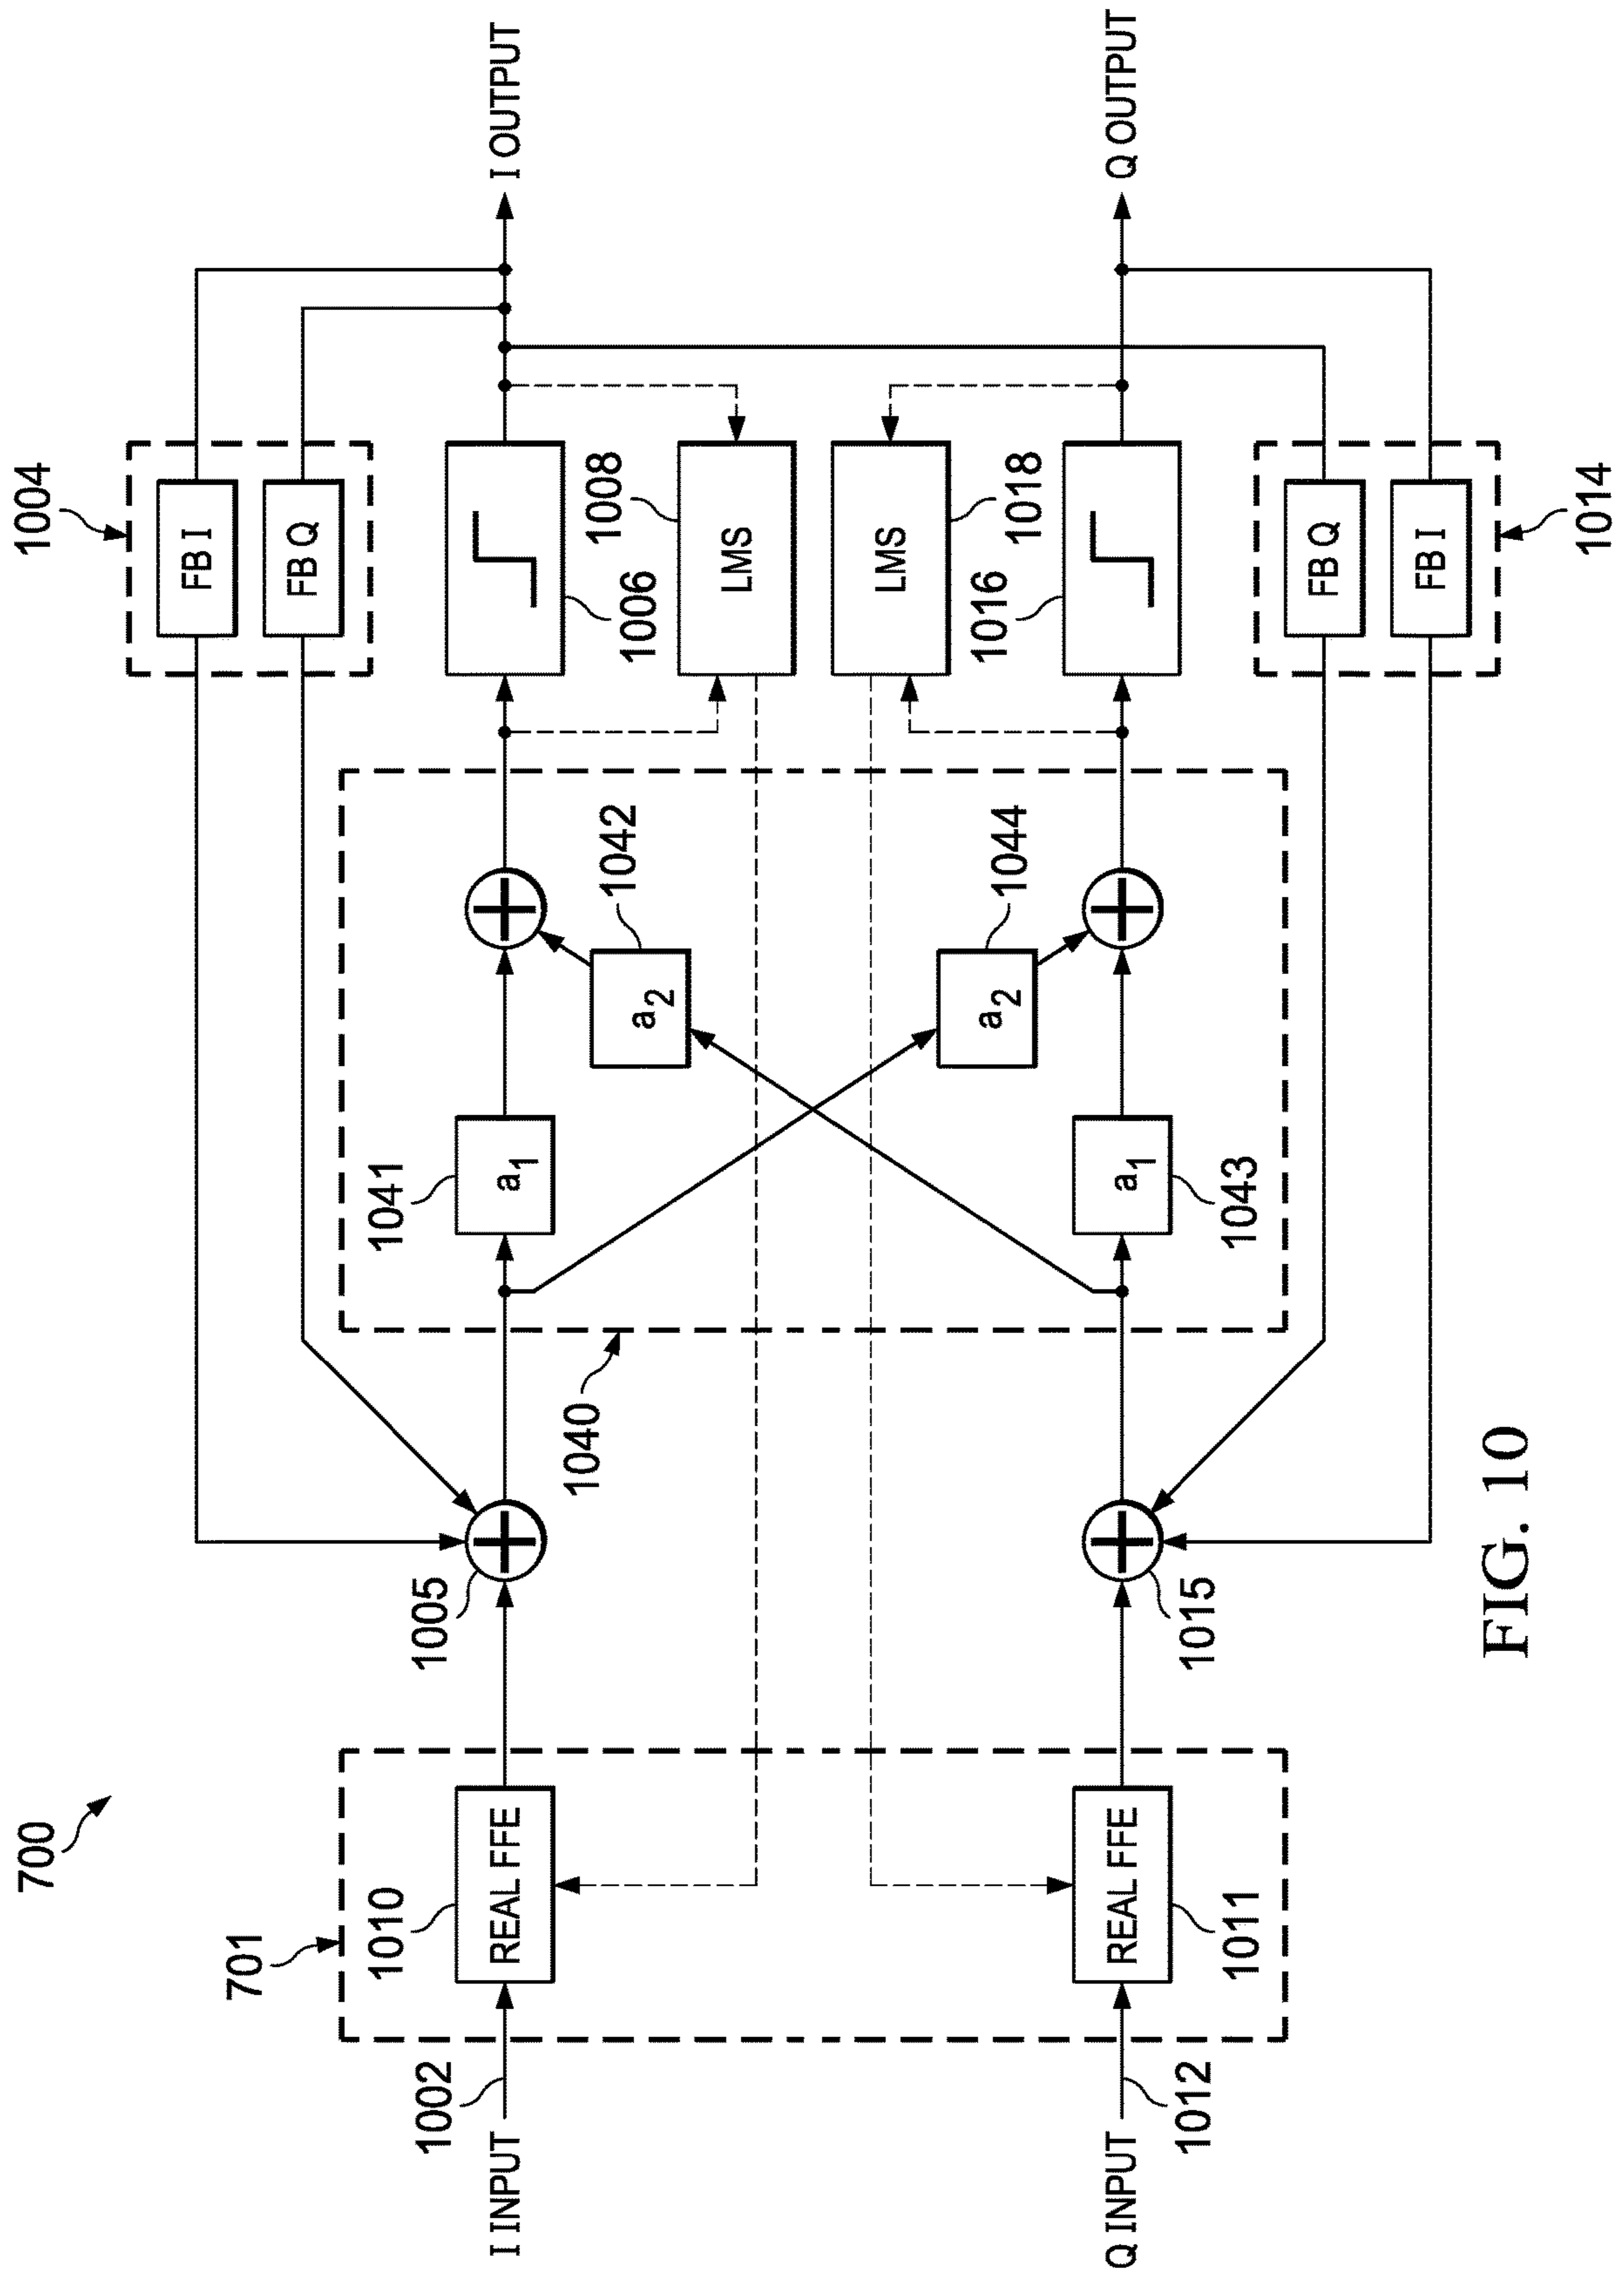 700
701
I INPUT
1002
1010
REAL FFE
1005
1040
1041
a1
1042
a2
1004
FB I
FB Q
1006
1008
LMS
I OUTPUT
Q INPUT
1012
REAL FFE
1011
1015
a1
1043
a2
1044
LMS
1018
1016
FB Q
FB I
1014
Q OUTPUT
FIG. 10